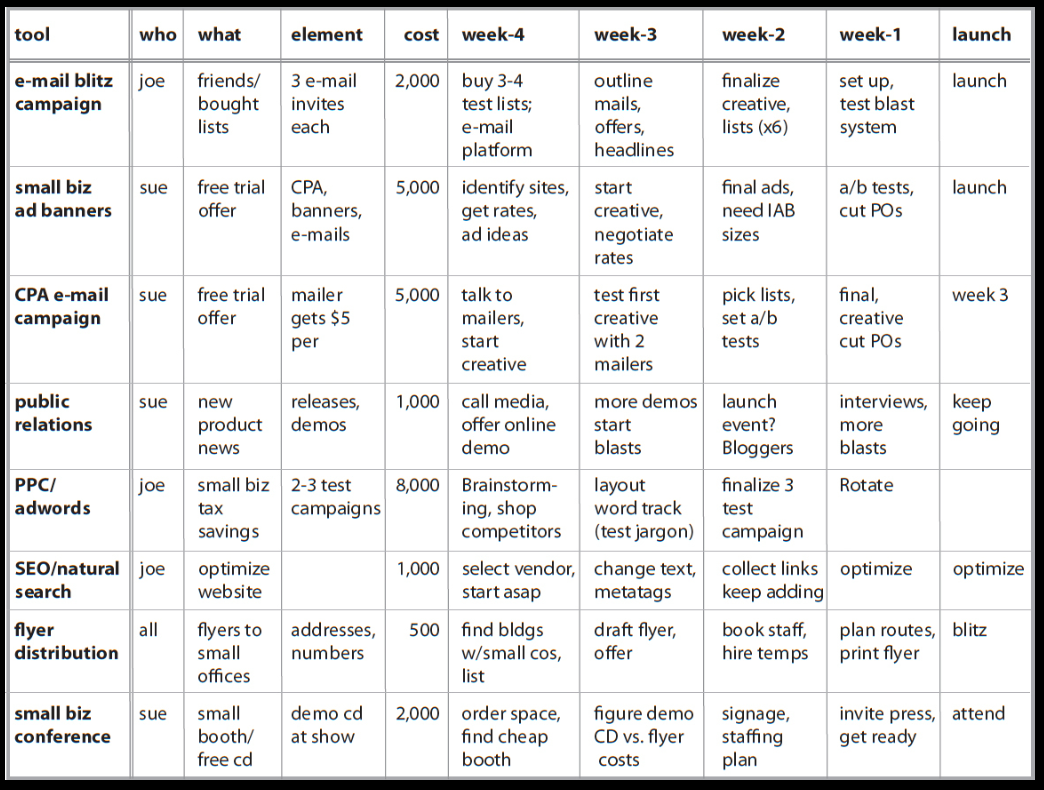 tool who what element cost week-4 week-3 week-2 week-1 launch
e-mail blitz joe friends/ 3 e-mail 2,000 buy 3-4 outline finalize set up, launch
campaign bought invites test lists; mails, creative, test blast
lists each e-mail offers, lists (x6) system
platform headlines
small biz sue free trial CPA, 5,000 identify sites, start final ads, a/b tests, launch
ad banners offer banners, get rates, creative, need IAB cut POs
e-mails ad ideas negotiate sizes
rates
CPA e-mail sue free trial mailer 5,000 talk to test first pick lists, final, week 3
campaign offer gets $5 mailers, creative set a/b creative
per start with 2 tests cut POs
creative mailers
public sue new releases, 1,000 call media, more demos launch interviews, keep
relations product demos offer online start event? more going
news demo blasts Bloggers blasts
PPC/ joe small biz 2-3 test 8,000 Brainstorm- layout finalize 3 Rotate
adwords tax campaigns ing, shop word track test
savings competitors (test jargon) campaign
SEO/natural joe optimize 1,000 select vendor, change text, collect links optimize optimize
search website start asap metatags keep adding
flyer all flyers to addresses, 500 find bldgs draft flyer, book staff, plan routes, blitz
distribution small numbers w/small cos, offer hire temps print flyer
offices list
small biz sue small demo cd 2,000 order space, figure demo signage, invite press, attend
conference booth/ at show find cheap CD vs. flyer staffing get ready
free cd booth costs plan